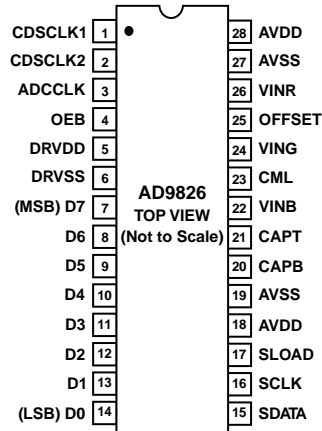 CDSCLK1 1 28 AVDD
CDSCLK2 2 27 AVSS
ADCCLK 3 26 VINR
OEB 4 25 OFFSET
DRVDD 5 24 VING
DRVSS 6 23 CML
(MSB) D7 7 22 VINB
D6 8 21 CAPT
D5 9 20 CAPB
D4 10 19 AVSS
D3 11 18 AVDD
D2 12 17 SLOAD
D1 13 16 SCLK
(LSB) D0 14 15 SDATA
AD9826
TOP VIEW
(Not to Scale)